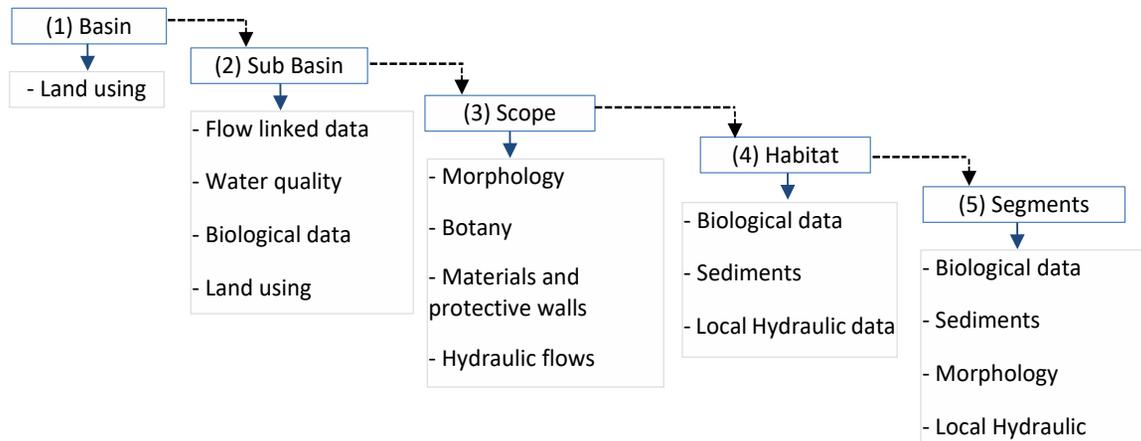 (1) Basin
- Land using
(2) Sub Basin
- Flow linked data
- Water quality
- Biological data
- Land using
(3) Scope
- Morphology
- Botany
- Materials and
protective walls
- Hydraulic flows
(4) Habitat
- Biological data
- Sediments
- Local Hydraulic data
(5) Segments
- Biological data
- Sediments
- Morphology
- Local Hydraulic